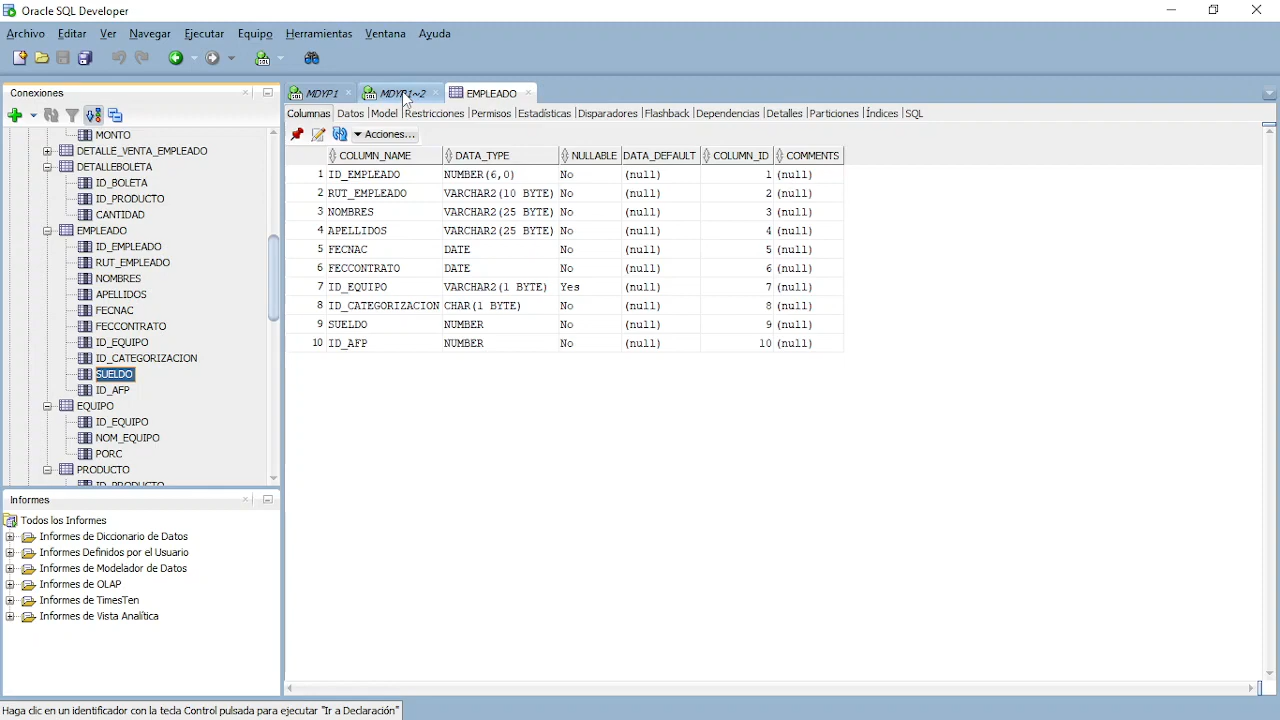 Oracle SQL Developer
Archivo Editar Ver Navegar Ejecutar Equipo Herramientas Ventana Ayuda
Conexiones
MONTO
DETALLE_VENTA_EMPLEADO
DETALLEBOLETA
ID_BOLETA
ID_PRODUCTO
CANTIDAD
EMPLEADO
ID_EMPLEADO
RUT_EMPLEADO
NOMBRES
APELLIDOS
FECNAC
FECCONTRATO
ID_EQUIPO
ID_CATEGORIZACION
SUELDO
ID_AFP
EQUIPO
ID_EQUIPO
NOM_EQUIPO
PORC
PRODUCTO
ID_PRODUCTO
Informes
Todos los Informes
Informes de Diccionario de Datos
Informes Definidos por el Usuario
Informes de Modelador de Datos
Informes de OLAP
Informes de TimesTen
Informes de Vista Analítica
MDYP1 MDYP1~2 EMPLEADO
Columnas Datos Model Restricciones Permisos Estadísticas Disparadores Flashback Dependencias Detalles Particiones Índices SQL
Acciones...
COLUMN_NAME DATA_TYPE NULLABLE DATA_DEFAULT COLUMN_ID COMMENTS
1 ID_EMPLEADO NUMBER(6,0) No (null) 1 (null)
2 RUT_EMPLEADO VARCHAR2(10 BYTE) No (null) 2 (null)
3 NOMBRES VARCHAR2(25 BYTE) No (null) 3 (null)
4 APELLIDOS VARCHAR2(25 BYTE) No (null) 4 (null)
5 FECNAC DATE No (null) 5 (null)
6 FECCONTRATO DATE No (null) 6 (null)
7 ID_EQUIPO VARCHAR2(1 BYTE) Yes (null) 7 (null)
8 ID_CATEGORIZACION CHAR(1 BYTE) No (null) 8 (null)
9 SUELDO NUMBER No (null) 9 (null)
10 ID_AFP NUMBER No (null) 10 (null)
Haga clic en un identificador con la tecla Control pulsada para ejecutar "Ir a Declaración"